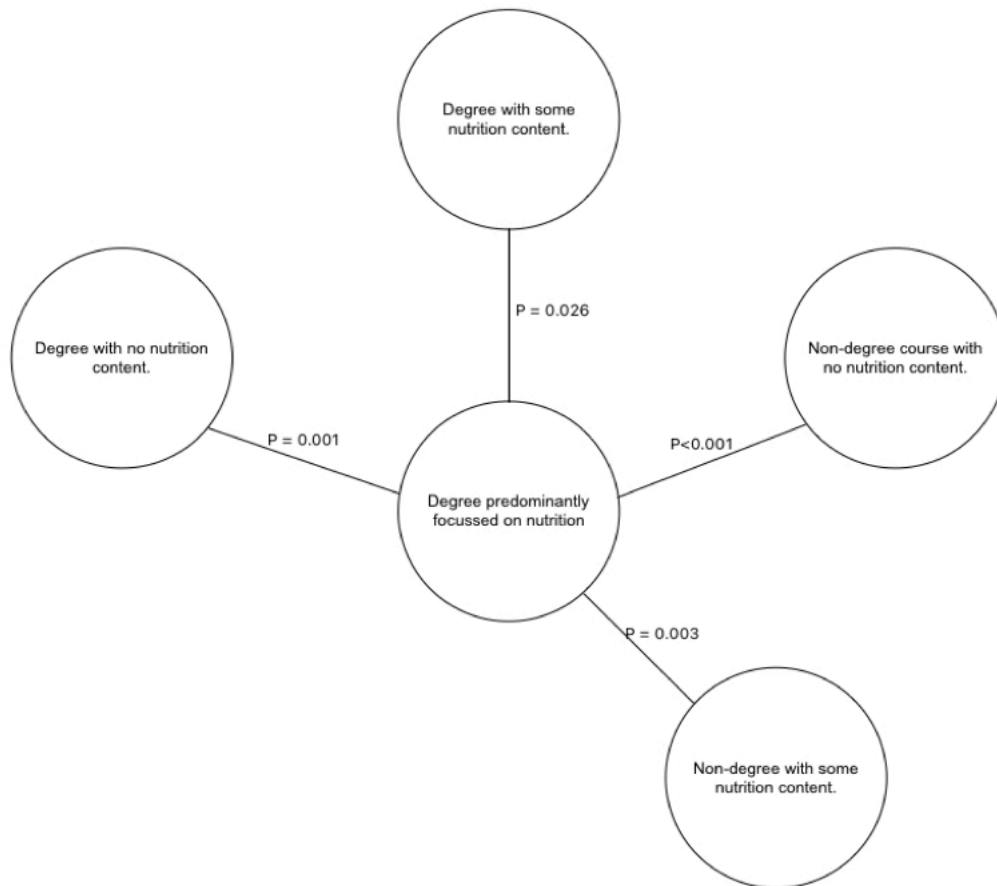 Degree with some
nutrition content.
P = 0.026
Degree with no nutrition
content.
Non-degree course with
no nutrition content.
P = 0.001
P<0.001
Degree predominantly
focussed on nutrition
P = 0.003
Non-degree with some
nutrition content.